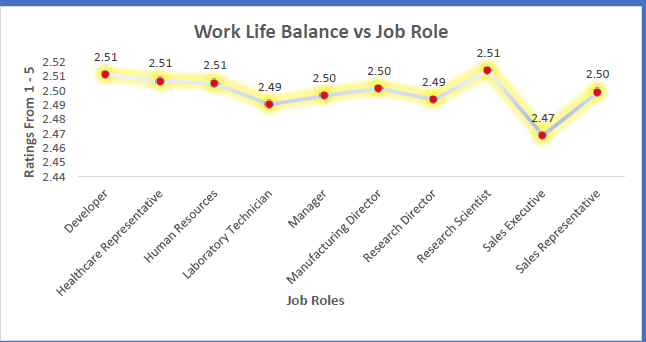 Work Life Balance vs Job Role
Ratings From 1 - 5
2.52
2.51
2.50
2.49
2.48
2.47
2.46
2.45
2.44
2.51
2.51
2.51
2.49
2.50
2.50
2.49
2.51
2.47
2.50
Developer
Healthcare Representative
Human Resources
Laboratory Technician
Manager
Manufacturing Director
Research Director
Research Scientist
Sales Executive
Sales Representative
Job Roles